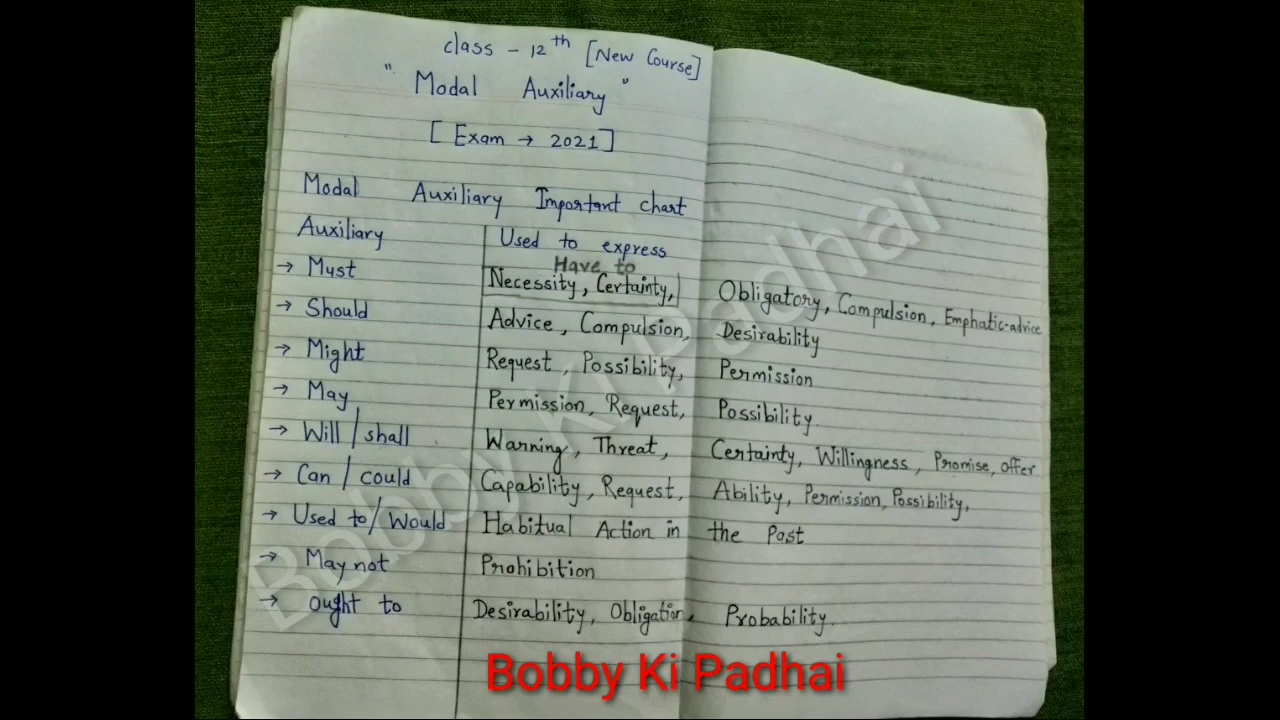 class - 12th [New Course]
" Modal Auxiliary "
[ Exam → 2021 ]
Modal Auxiliary Important chart
Auxiliary Used to express
Have to
→ Must Necessity, Certainty, Obligatory, Compulsion, Emphatic-advice
→ Should Advice, Compulsion, Desirability
→ Might Request, Possibility, Permission
→ May Permission, Request, Possibility.
→ Will / shall Warning, Threat, Certainty, Willingness, Promise, offer
→ Can / could Capability, Request, Ability, Permission, Possibility,
→ Used to / Would Habitual Action in the Past
→ May not Prohibition
→ ought to Desirability, Obligation, Probability.
Bobby Ki Padhai
Bobby Ki Padhai